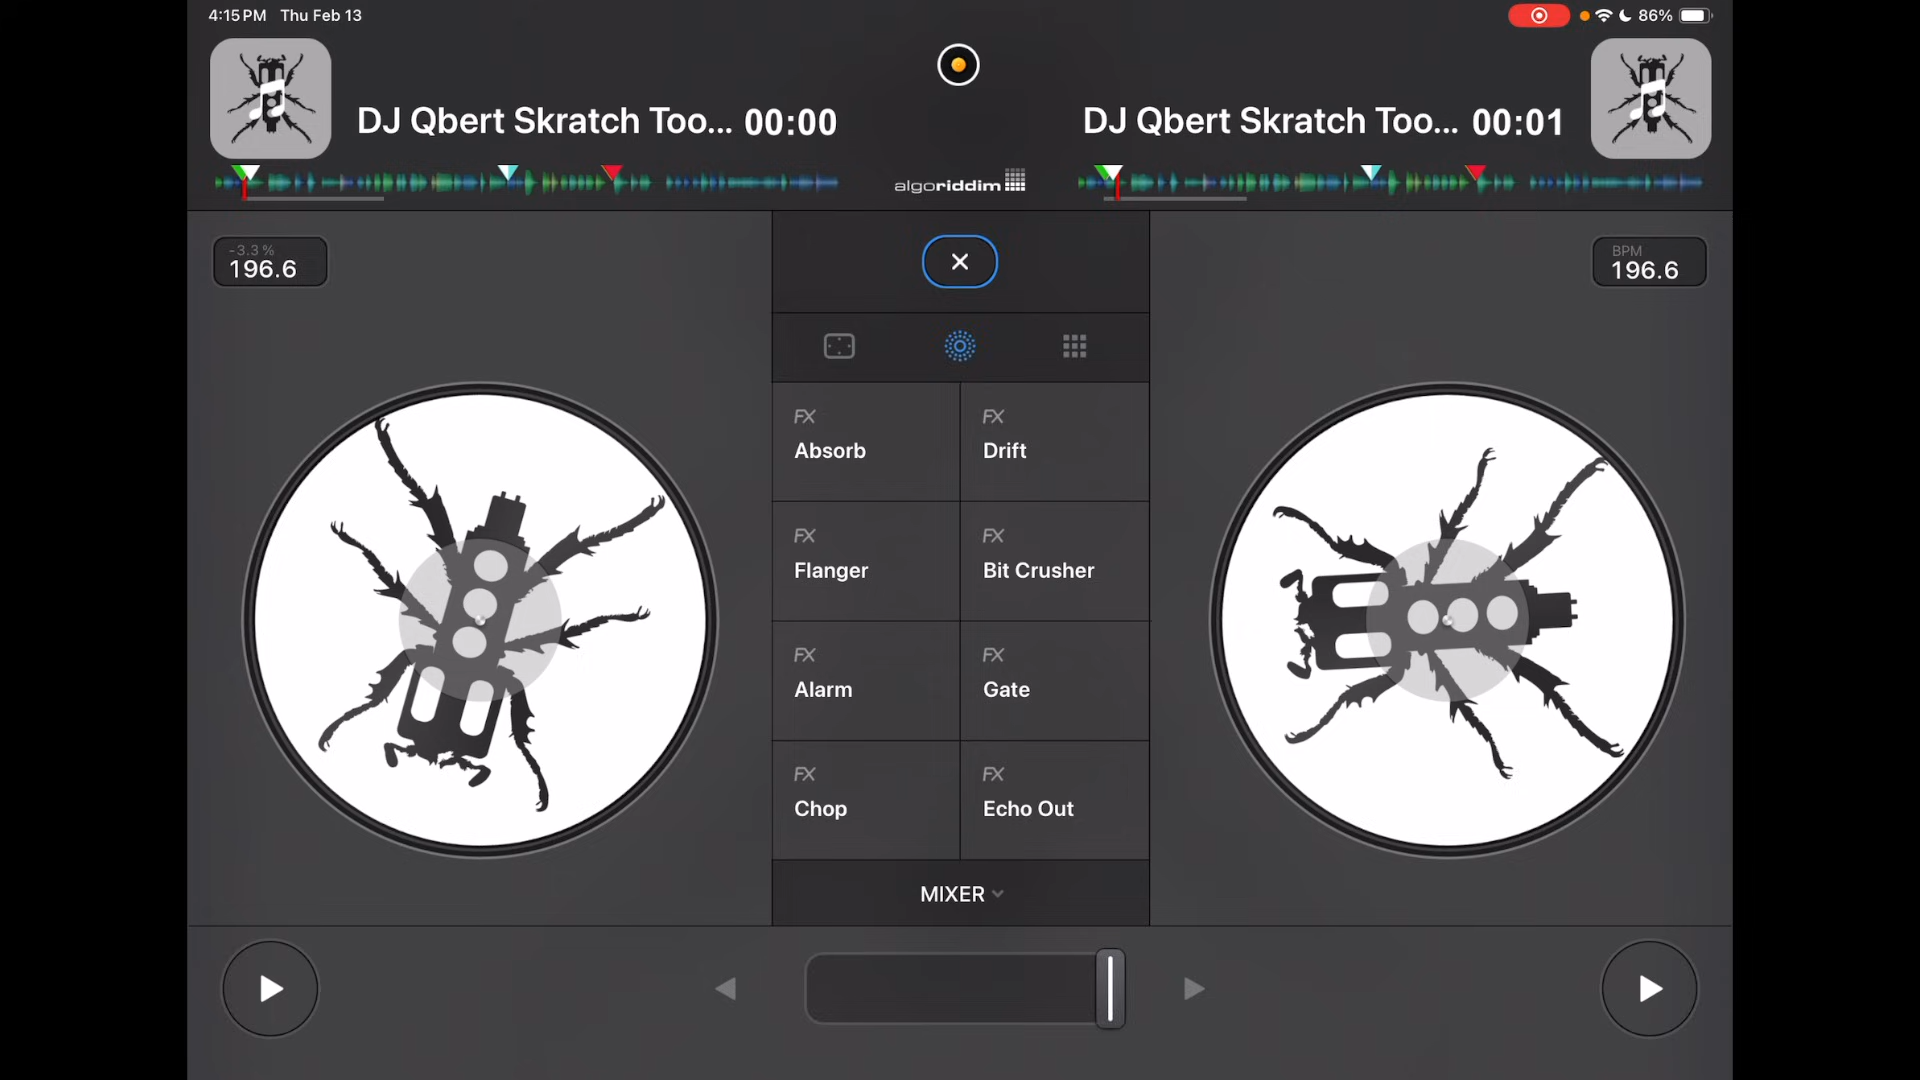 4:15 PM Thu Feb 13
86%
DJ Qbert Skratch Too... 00:00
DJ Qbert Skratch Too... 00:01
algoriddim
-3.3%
196.6
BPM
196.6
FX
Absorb
FX
Drift
FX
Flanger
FX
Bit Crusher
FX
Alarm
FX
Gate
FX
Chop
FX
Echo Out
MIXER